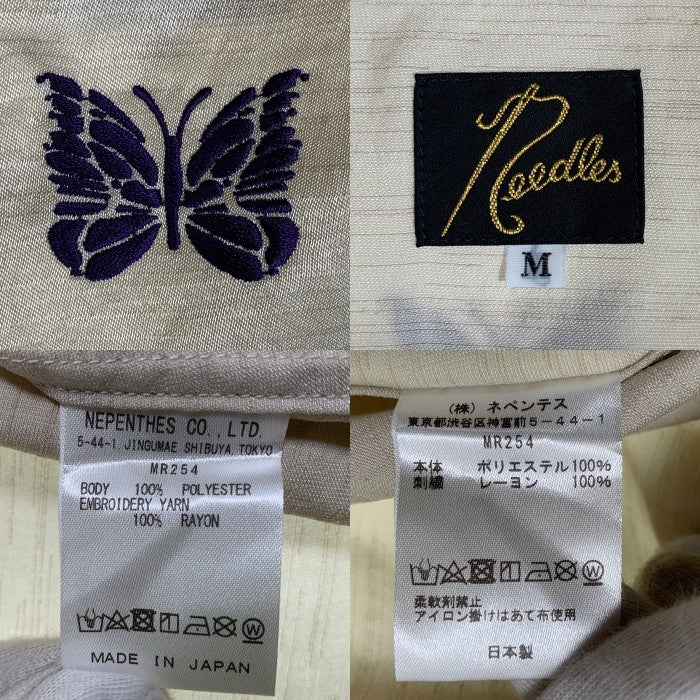 Needles
M
NEPENTHES CO., LTD.
5-44-1, JINGUMAE SHIBUYA, TOKYO
MR254
BODY 100% POLYESTER
EMBROIDERY YARN
100% RAYON
MADE IN JAPAN
(株) ネペンテス
東京都渋谷区神宮前5-44-1
MR254
本体 ポリエステル100%
刺繍 レーヨン 100%
W
柔軟剤禁止
アイロン掛けはあて布使用
日本製